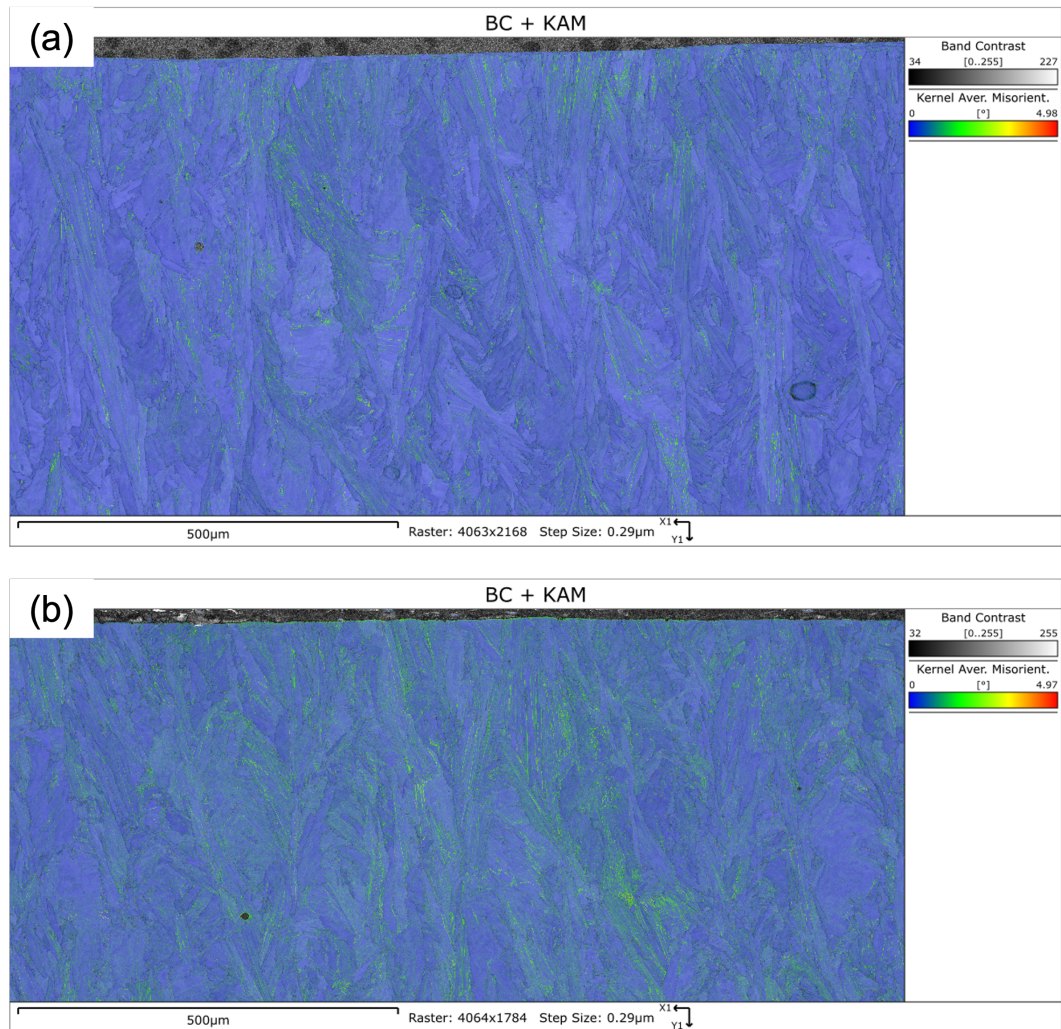 (a)
BC + KAM
Band Contrast
34 [0..255] 227
Kernel Aver. Misorient.
0 [°] 4.98
500µm Raster: 4063x2168 Step Size: 0.29µm X1
Y1
(b)
BC + KAM
Band Contrast
32 [0..255] 255
Kernel Aver. Misorient.
0 [°] 4.97
500µm Raster: 4064x1784 Step Size: 0.29µm X1
Y1